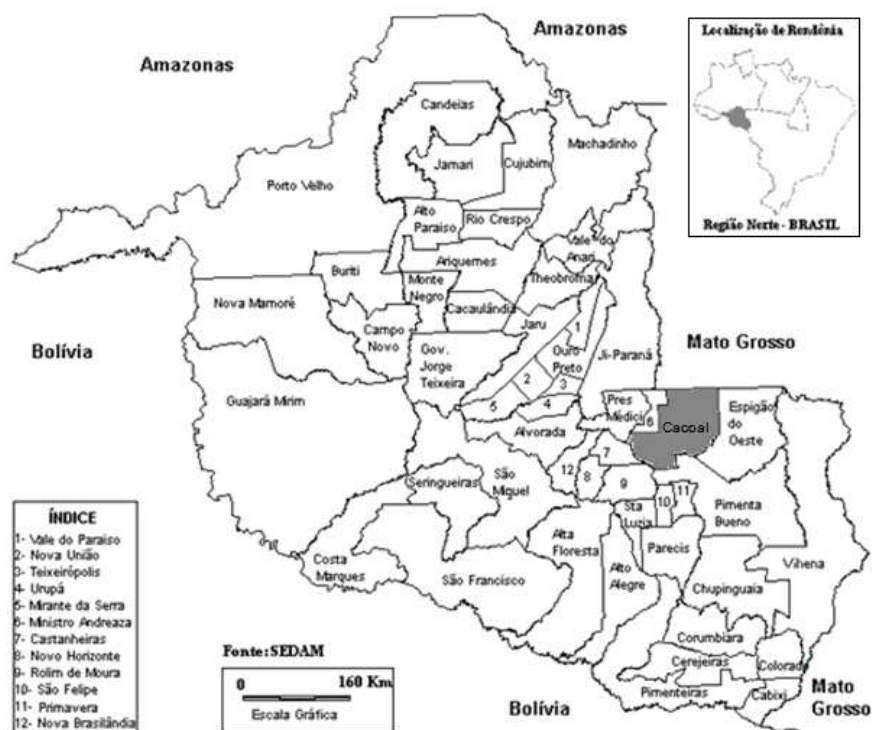 Amazonas
Amazonas
Localização de Rondônia
Região Norte - BRASIL
Candeias
Machadinho
Jamari
Cujubim
Porto Velho
Alto
Paraiso
Rio Crespo
Vale do
Anari
Ariquemes
Buriti
Theobroma
Monte
Negro
Nova Mamoré
Cacaulândia
Campo
Novo
Jaru
1
Bolívia
Gov.
Jorge
Teixeira
Ouro
Preto
Ji-Paraná
Mato Grosso
2
3
Guajará Mirim
5
4
Pres
Médici
6
Cacoal
Espigão
do
Oeste
Alvorada
7
12
8
9
Seringueiras
São
Miguel
10
11
Sta
Luzia
Pimenta
Bueno
Alta
Floresta
Parecis
Vihena
Costa
Marques
São Francisco
Alto
Alegre
Chupinguaia
Corumbiara
Cerejeiras
Colorado
Pimenteiras
Cabixi
Mato
Grosso
Bolívia
ÍNDICE
1- Vale do Paraiso
2- Nova União
3- Teixeirópolis
4- Urupá
5- Mirante da Serra
6- Ministro Andreaza
7- Castanheiras
8- Novo Horizonte
9- Rolim de Moura
10- São Felipe
11- Primavera
12- Nova Brasilândia
Fonte: SEDAM
0 160 Km
Escala Gráfica